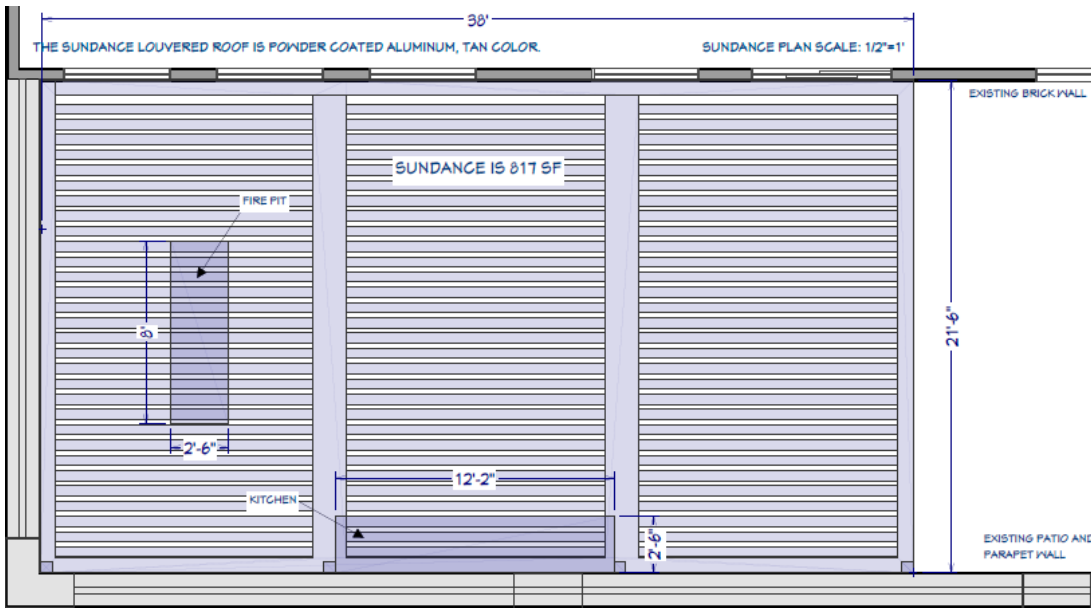 38'
THE SUNDANCE LOUVERED ROOF IS POWDER COATED ALUMINUM, TAN COLOR.
SUNDANCE PLAN SCALE: 1/2"=1'
EXISTING BRICK WALL
SUNDANCE IS 817 SF
FIRE PIT
8'
21'-6"
2'-6"
12'-2"
KITCHEN
2'-6"
EXISTING PATIO AND
PARAPET WALL